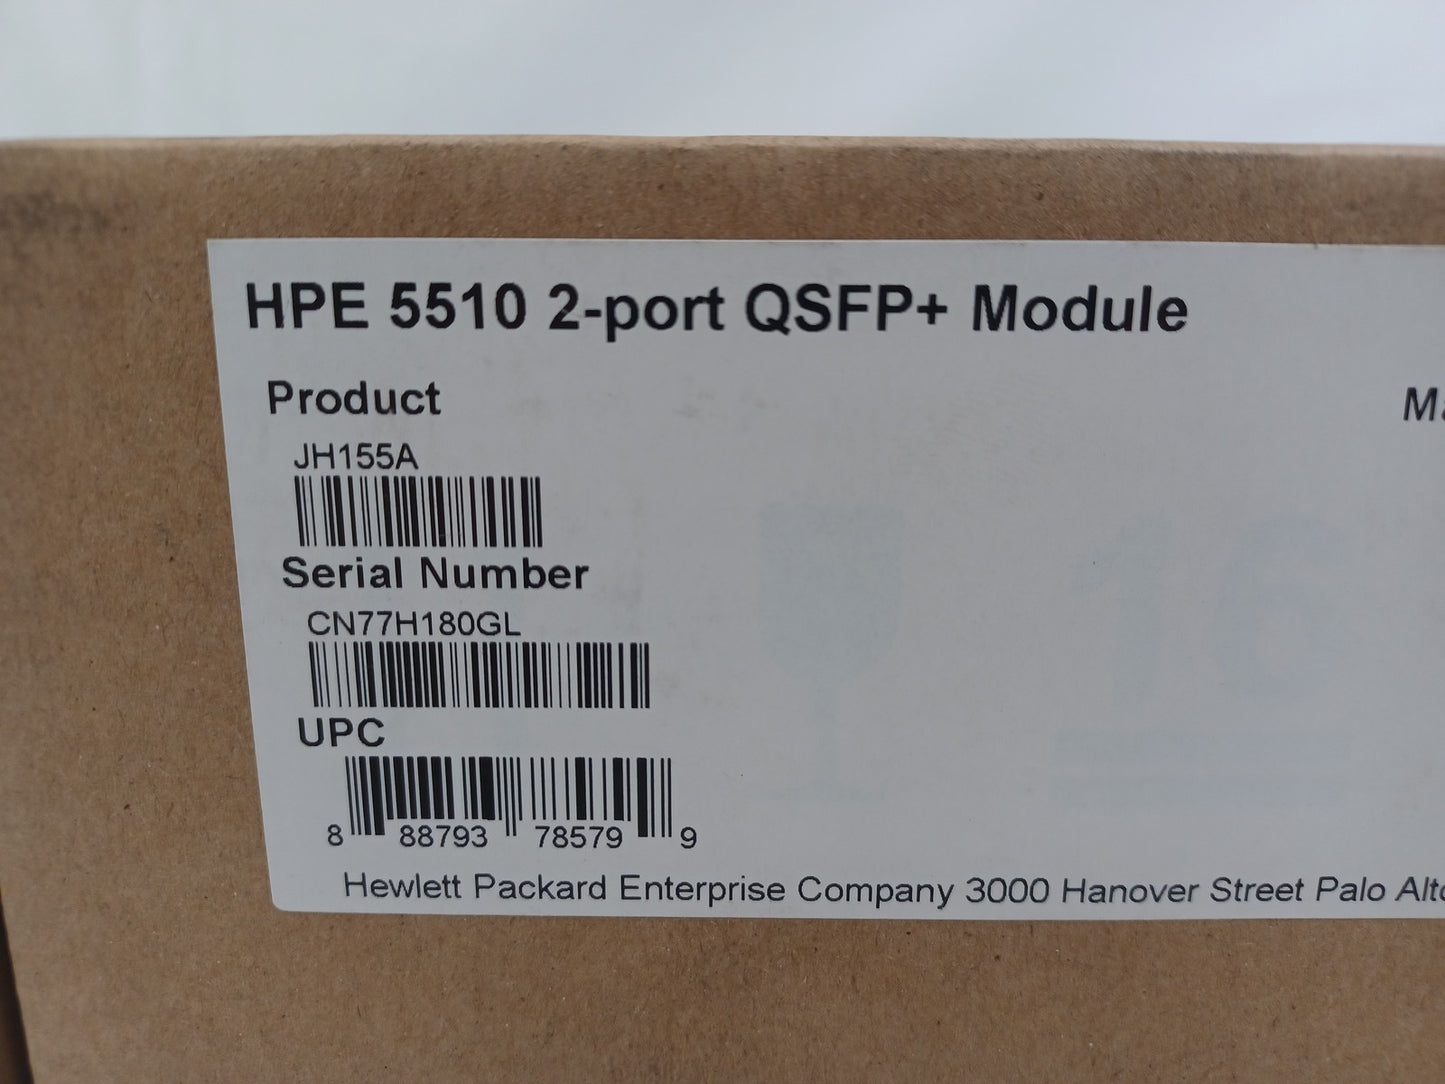 HPE 5510 2-port QSFP+ Module
Product
JH155A
Serial Number
CN77H180GL
UPC
8 88793 78579 9
Hewlett Packard Enterprise Company 3000 Hanover Street Palo Alto
16